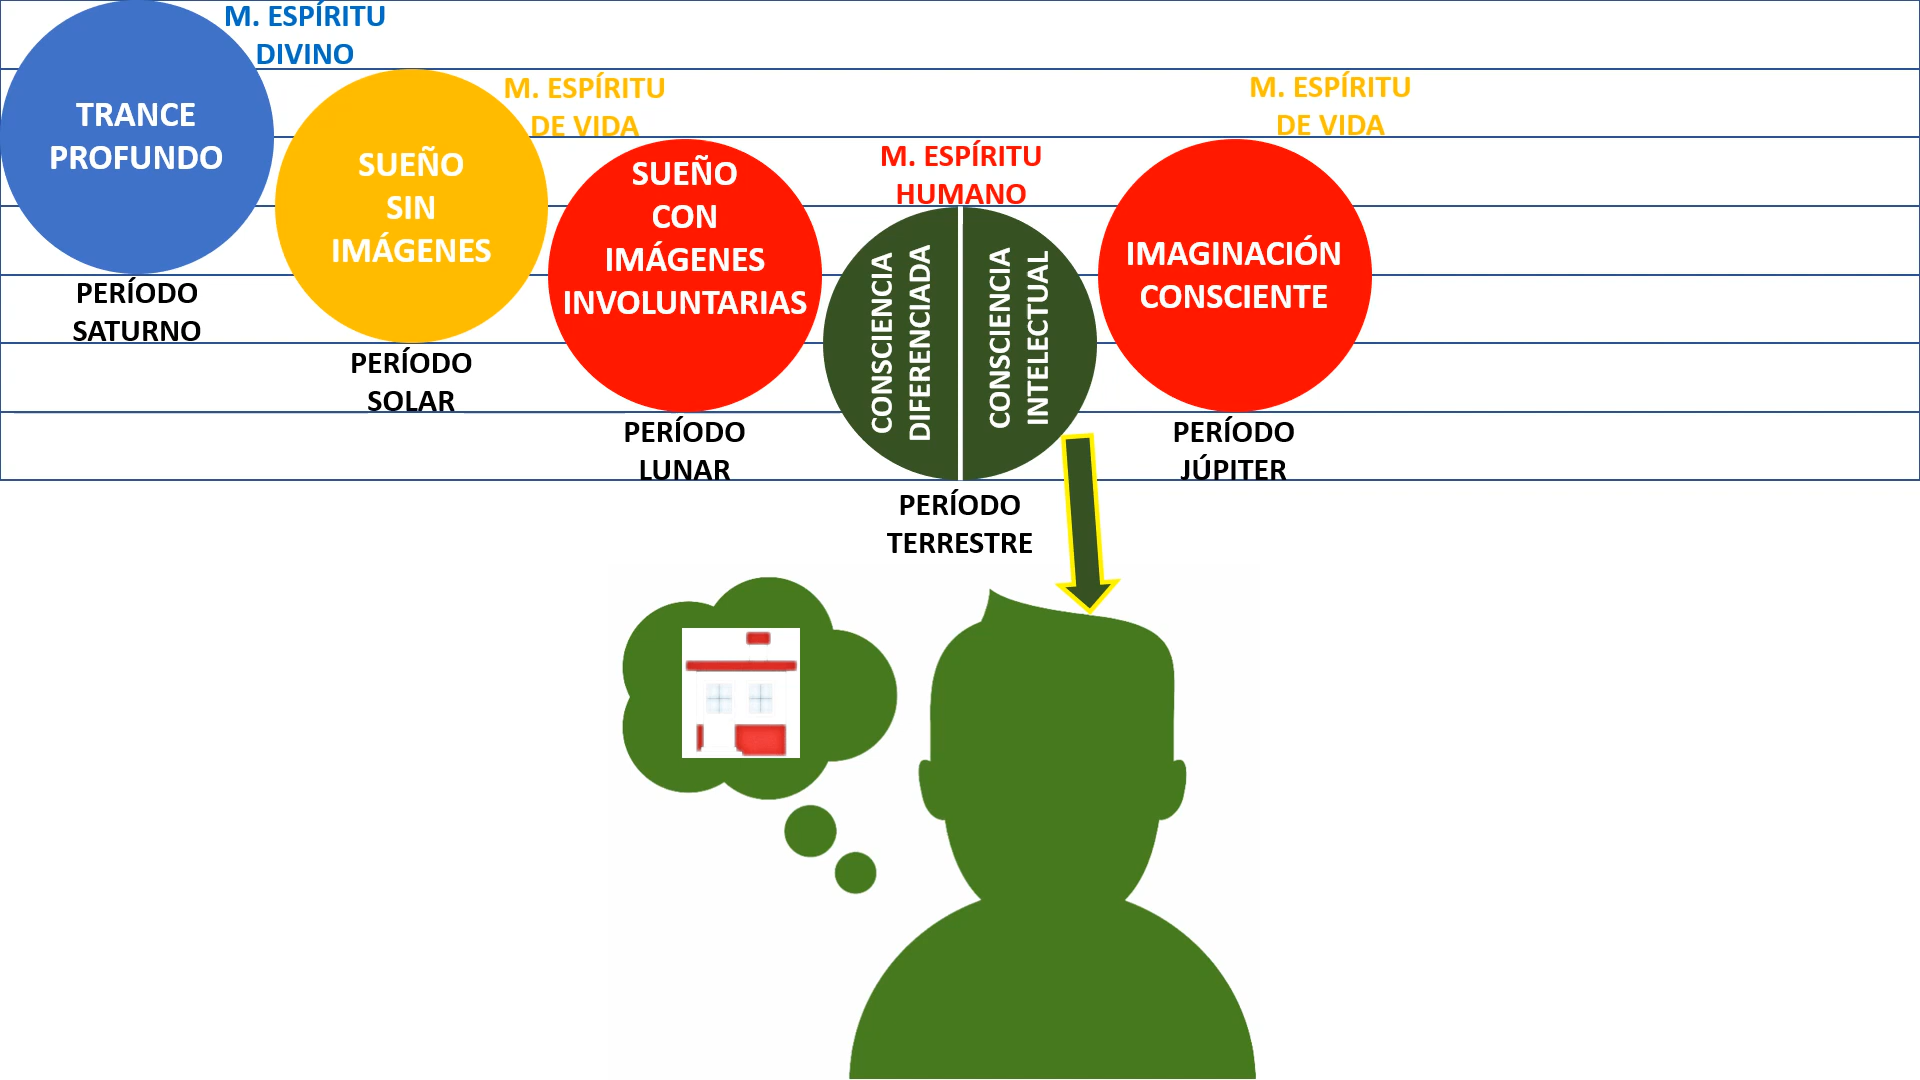 M. ESPÍRITU
DIVINO
TRANCE
PROFUNDO
PERÍODO
SATURNO
M. ESPÍRITU
DE VIDA
SUEÑO
SIN
IMÁGENES
PERÍODO
SOLAR
SUEÑO
CON
IMÁGENES
INVOLUNTARIAS
PERÍODO
LUNAR
M. ESPÍRITU
HUMANO
CONSCIENCIA
DIFERENCIADA
CONSCIENCIA
INTELECTUAL
PERÍODO
TERRESTRE
M. ESPÍRITU
DE VIDA
IMAGINACIÓN
CONSCIENTE
PERÍODO
JÚPITER